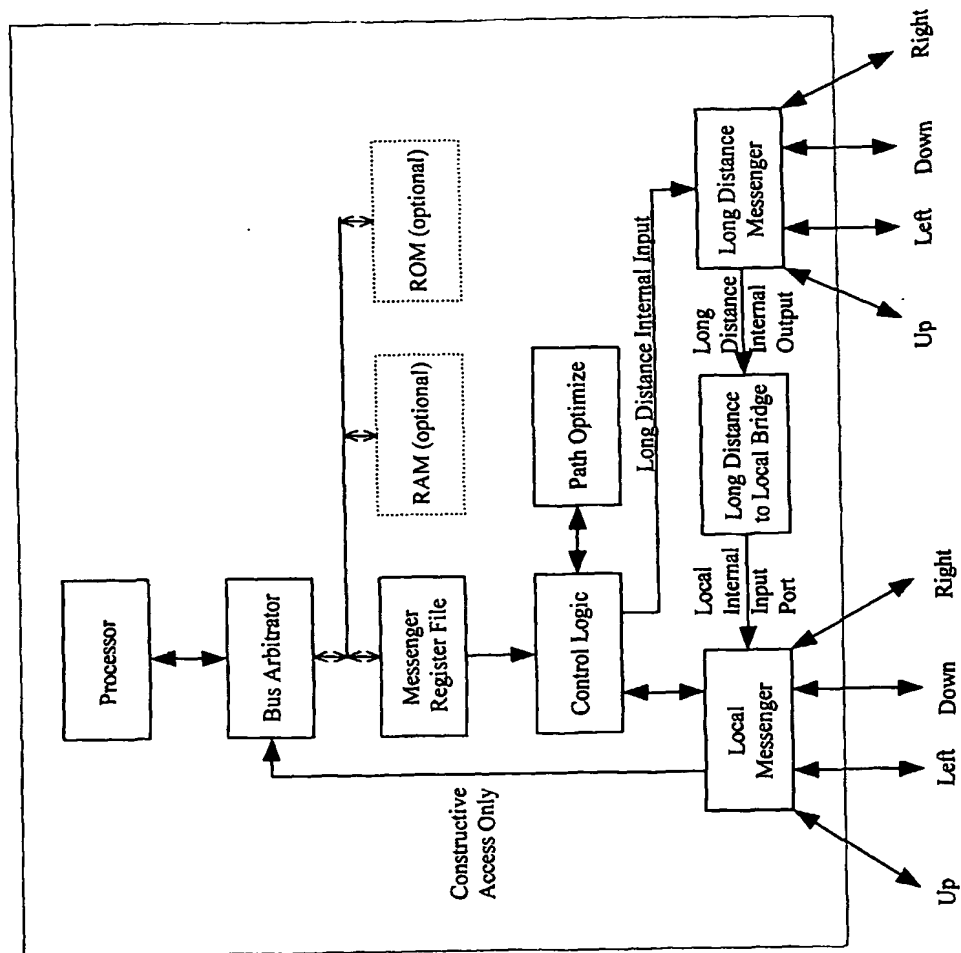 Processor
Bus Arbitrator
Constructive
Access Only
Messenger
Register File
RAM (optional)
ROM (optional)
Control Logic
Path Optimize
Long Distance Internal Input
Local
Messenger
Local
Internal
Input
Port
Long Distance
to Local Bridge
Long
Distance
Internal
Output
Long Distance
Messenger
Up
Left
Down
Right
Up
Left
Down
Right